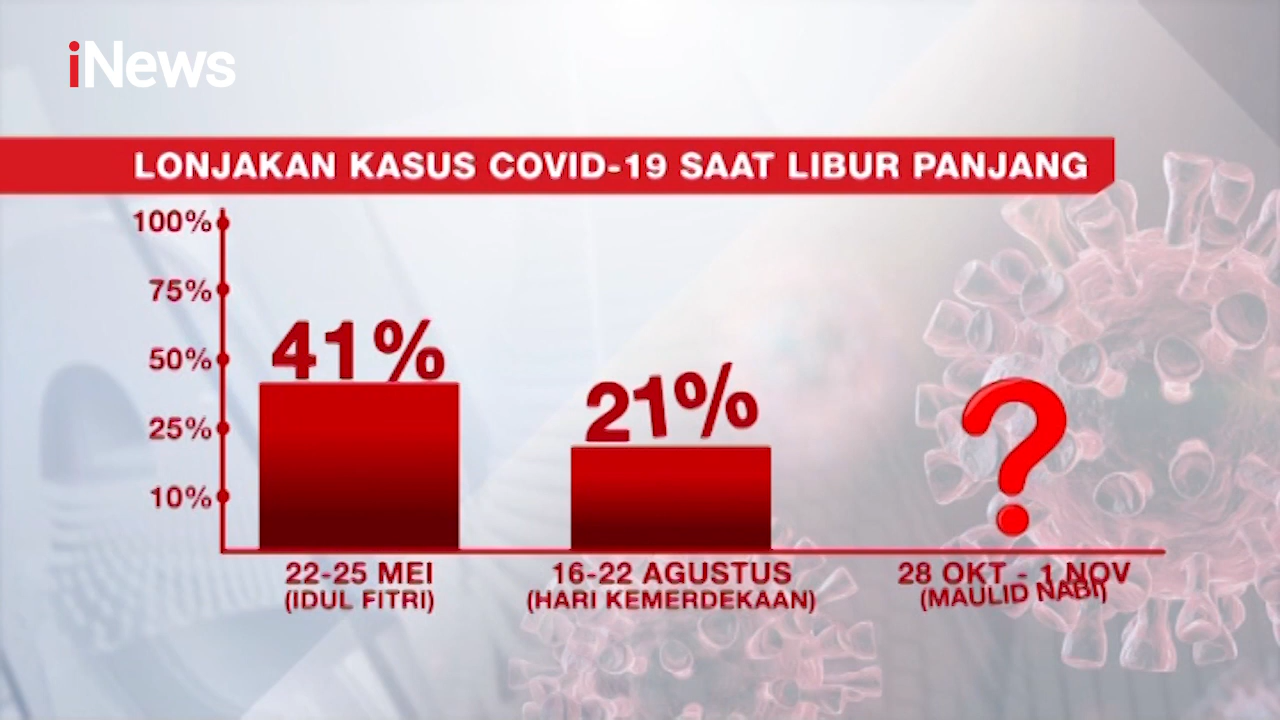 iNews
LONJAKAN KASUS COVID-19 SAAT LIBUR PANJANG
100%
75%
50%
25%
10%
41%
21%
?
22-25 MEI
(IDUL FITRI)
16-22 AGUSTUS
(HARI KEMERDEKAAN)
28 OKT - 1 NOV
(MAULID NABI)